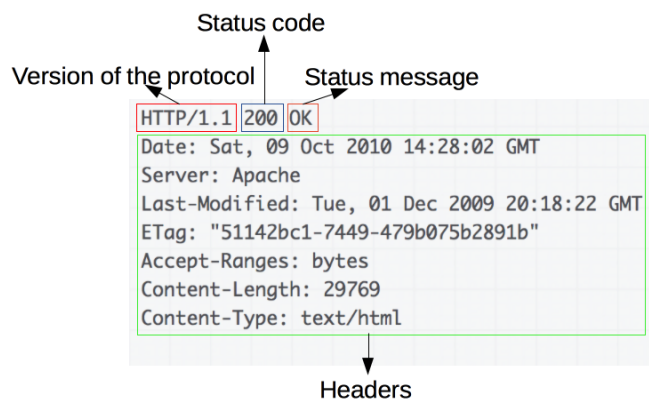 Status code
Version of the protocol
Status message
HTTP/1.1 200 OK
Date: Sat, 09 Oct 2010 14:28:02 GMT
Server: Apache
Last-Modified: Tue, 01 Dec 2009 20:18:22 GMT
ETag: "51142bc1-7449-479b075b2891b"
Accept-Ranges: bytes
Content-Length: 29769
Content-Type: text/html
Headers